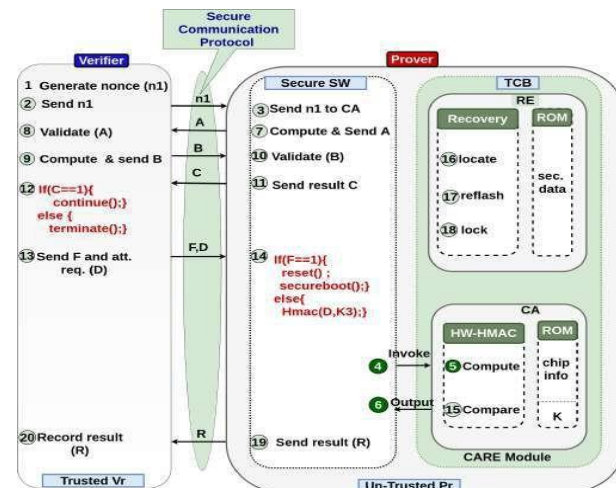 Secure
Communication
Protocol
Verifier
Prover
1 Generate nonce (n1)
2 Send n1
8 Validate (A)
9 Compute & send B
12 If(C==1){
continue();}
else {
terminate();}
13 Send F and att.
req. (D)
20 Record result
(R)
Trusted Vr
n1
A
B
C
F,D
R
Secure SW
3 Send n1 to CA
7 Compute & Send A
10 Validate (B)
11 Send result C
14 If(F==1){
reset() ;
secureboot();}
else{
Hmac(D,K3);}
4 Invoke
6 Output
19 Send result (R)
TCB
RE
Recovery
ROM
16 locate
17 reflash
18 lock
sec.
data
CA
HW-HMAC
ROM
5 Compute
15 Compare
chip
info
K
CARE Module
Un-Trusted Pr